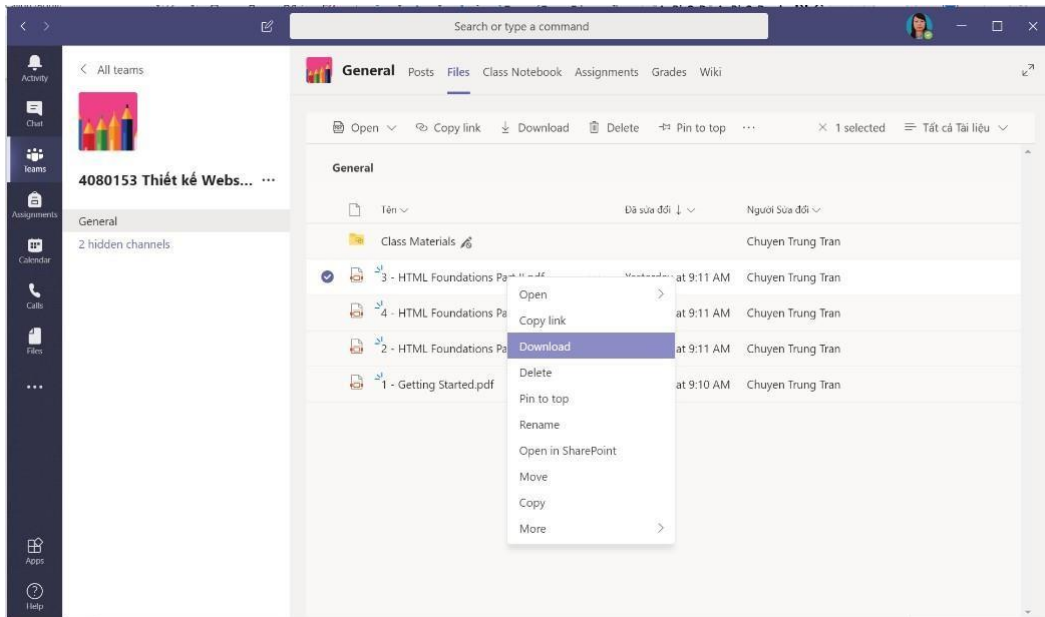 Search or type a command
Activity
Chat
Teams
Assignments
Calendar
Calls
Files
Apps
Help
All teams
4080153 Thiết kế Webs... ...
General
2 hidden channels
General Posts Files Class Notebook Assignments Grades Wiki
Open Copy link Download Delete Pin to top ... 1 selected Tất cả Tài liệu
General
Tên Đã sửa đổi ↓ Người Sửa đổi
Class Materials Chuyen Trung Tran
3 - HTML Foundations Part II.pdf Yesterday at 9:11 AM Chuyen Trung Tran
4 - HTML Foundations Pa at 9:11 AM Chuyen Trung Tran
2 - HTML Foundations Pa at 9:11 AM Chuyen Trung Tran
1 - Getting Started.pdf at 9:10 AM Chuyen Trung Tran
Open
Copy link
Download
Delete
Pin to top
Rename
Open in SharePoint
Move
Copy
More